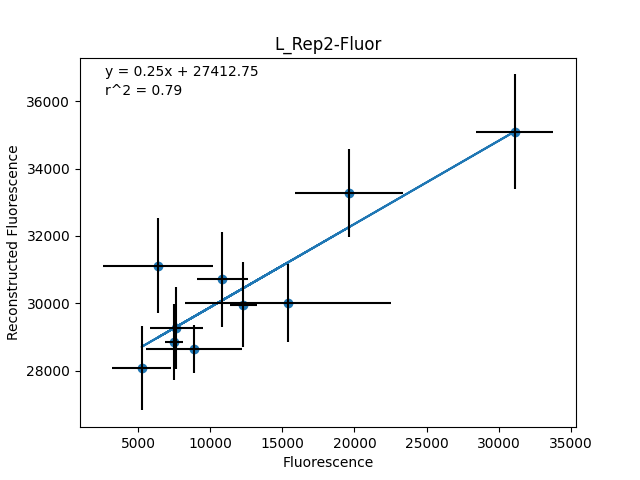 L_Rep2-Fluor
y = 0.25x + 27412.75
r^2 = 0.79
36000
34000
32000
30000
28000
Reconstructed Fluorescence
5000 10000 15000 20000 25000 30000 35000
Fluorescence